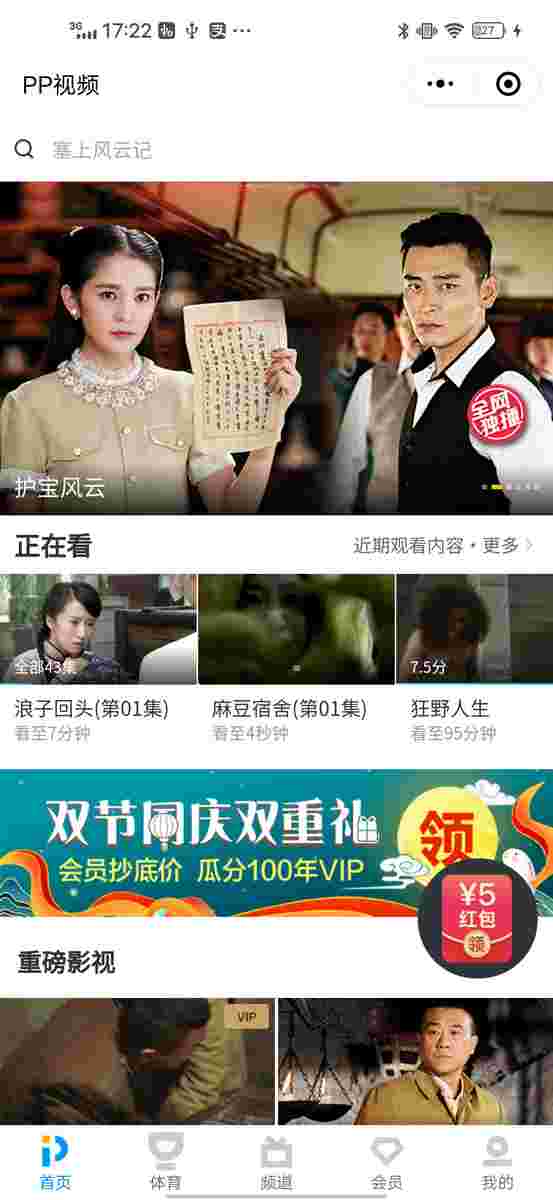 3G 17:22 27
PP视频
塞上风云记
全网
独播
护宝风云
正在看
近期观看内容·更多
全部43集
7.5分
浪子回头(第01集)
麻豆宿舍(第01集)
狂野人生
看至7分钟
看至4秒钟
看至95分钟
双节同庆双重礼
领
会员抄底价 瓜分100年VIP
¥5
红包
领
重磅影视
VIP
首页
体育
频道
会员
我的